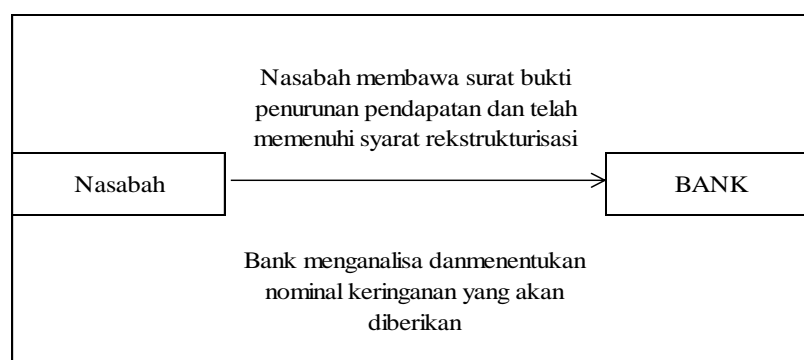 Nasabah membawa surat bukti
penurunan pendapatan dan telah
memenuhi syarat rekstrukturisasi
Nasabah
BANK
Bank menganalisa danmenentukan
nominal keringanan yang akan
diberikan